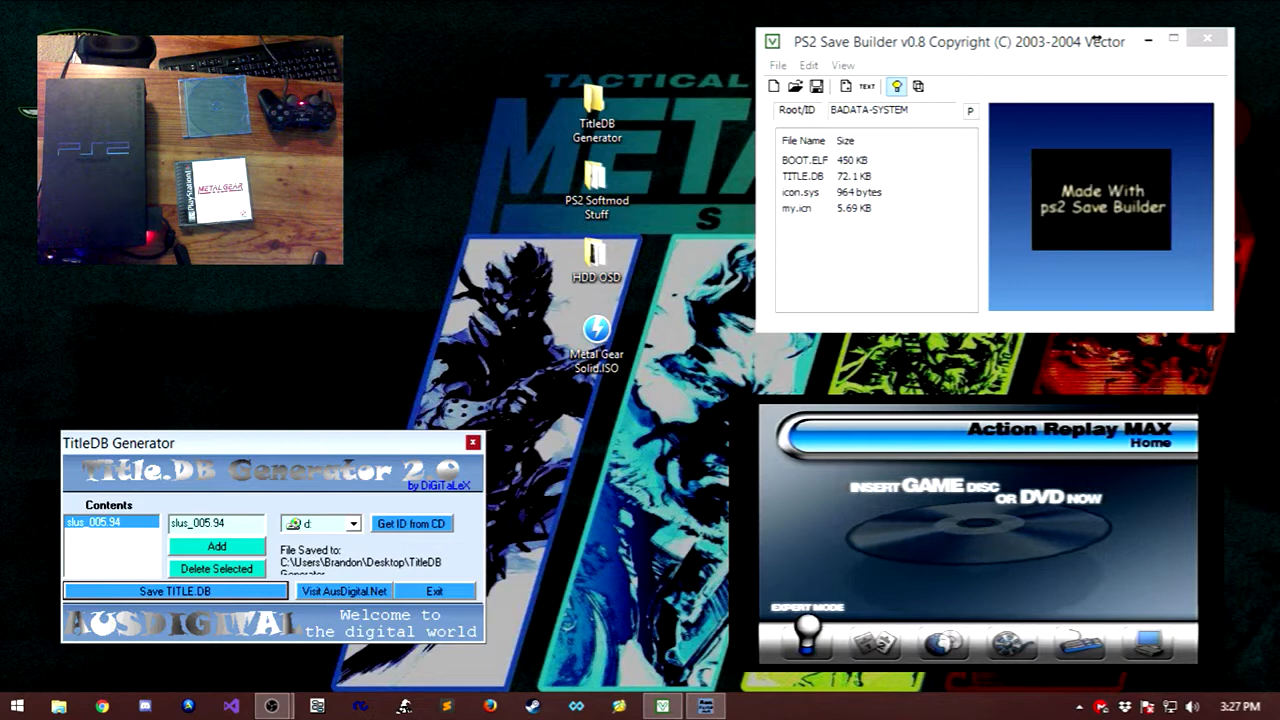 PS2
METAL GEAR
PlayStation
TACTICAL
META
S
TitleDB
Generator
PS2 Softmod
Stuff
HDD OSD
Metal Gear
Solid.ISO
PS2 Save Builder v0.8 Copyright (C) 2003-2004 Vector
File Edit View
TEXT
Root/ID BADATA-SYSTEM P
File Name Size
BOOT.ELF 450 KB
TITLE.DB 72.1 KB
icon.sys 964 bytes
my.icn 5.69 KB
Made With
ps2 Save Builder
TitleDB Generator
Title.DB Generator 2.0
by DiGiTaLeX
Contents
slus_005.94
slus_005.94
d:
Get ID from CD
Add
Delete Selected
File Saved to:
C:\Users\Brandon\Desktop\TitleDB
Generator
Save TITLE.DB
Visit AusDigital.Net
Exit
AUSDIGITAL
Welcome to
the digital world
Action Replay MAX
Home
INSERT GAME DISC
OR DVD NOW
EXPERT MODE
3:27 PM